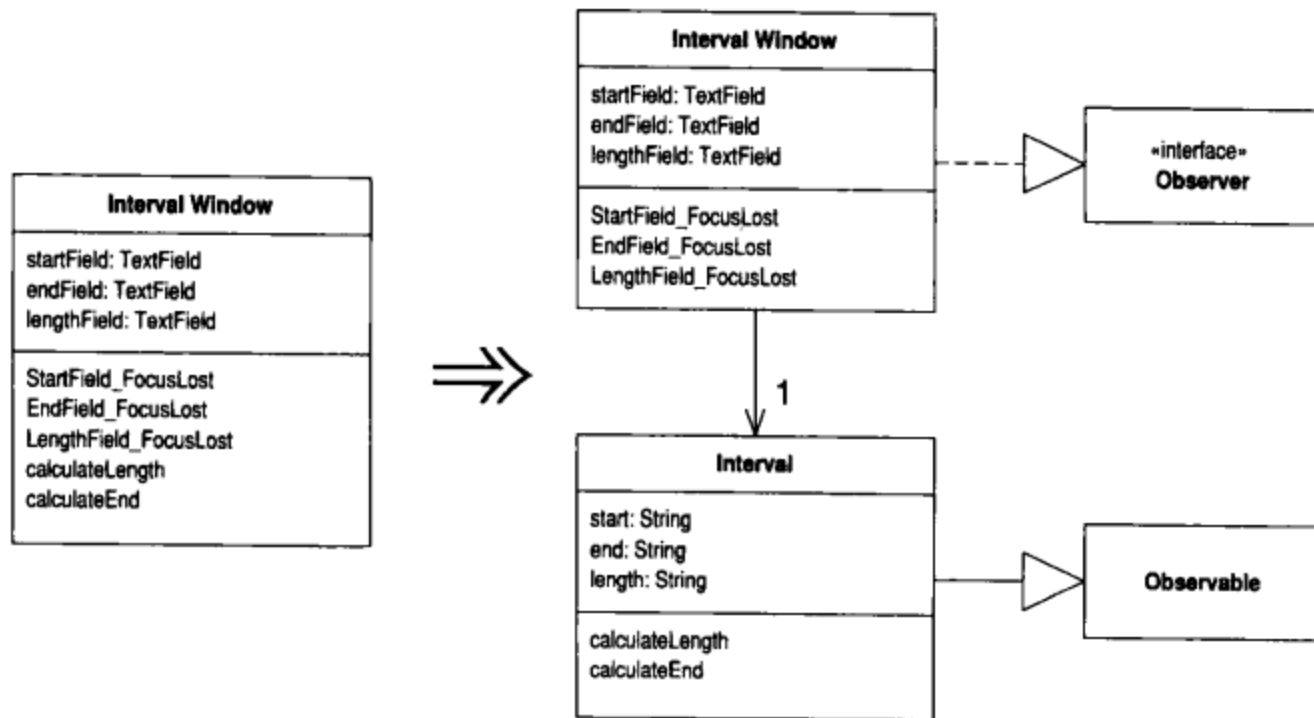 Interval Window
startField: TextField
endField: TextField
lengthField: TextField
StartField_FocusLost
EndField_FocusLost
LengthField_FocusLost
calculateLength
calculateEnd
Interval Window
startField: TextField
endField: TextField
lengthField: TextField
StartField_FocusLost
EndField_FocusLost
LengthField_FocusLost
«interface»
Observer
1
Interval
start: String
end: String
length: String
calculateLength
calculateEnd
Observable